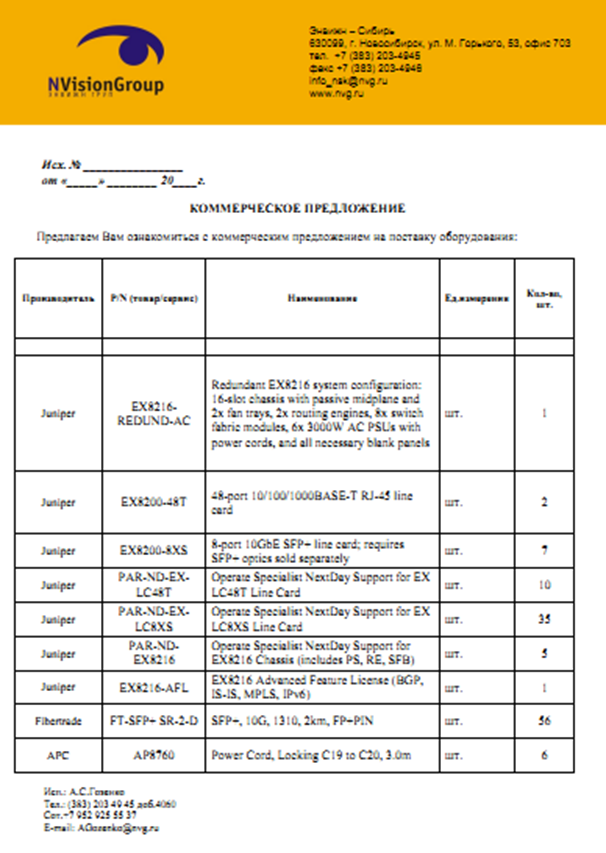 NVisionGroup
ЭНВИЖН ГРУП
Энвижн – Сибирь
630099, г. Новосибирск, ул. М. Горького, 53, офис 703
тел. +7 (383) 203-4945
факс +7 (383) 203-4946
info_nsk@nvg.ru
www.nvg.ru
Исх. № ________________
от «_____» ________ 20____г.
КОММЕРЧЕСКОЕ ПРЕДЛОЖЕНИЕ
Предлагаем Вам ознакомиться с коммерческим предложением на поставку оборудования:
Производитель P/N (товар/сервис) Наименование Ед.измерения Кол-во, шт.
Juniper EX8216-REDUND-AC Redundant EX8216 system configuration:
16-slot chassis with passive midplane and
2x fan trays, 2x routing engines, 8x switch
fabric modules, 6x 3000W AC PSUs with
power cords, and all necessary blank panels шт. 1
Juniper EX8200-48T 48-port 10/100/1000BASE-T RJ-45 line
card шт. 2
Juniper EX8200-8XS 8-port 10GbE SFP+ line card; requires
SFP+ optics sold separately шт. 7
Juniper PAR-ND-EX-LC48T Operate Specialist NextDay Support for EX
LC48T Line Card шт. 10
Juniper PAR-ND-EX-LC8XS Operate Specialist NextDay Support for EX
LC8XS Line Card шт. 35
Juniper PAR-ND-EX8216 Operate Specialist NextDay Support for
EX8216 Chassis (includes PS, RE, SFB) шт. 5
Juniper EX8216-AFL EX8216 Advanced Feature License (BGP,
IS-IS, MPLS, IPv6) шт. 1
Fibertrade FT-SFP+ SR-2-D SFP+, 10G, 1310, 2km, FP+PIN шт. 56
APC AP8760 Power Cord, Locking C19 to C20, 3.0m шт. 6
Исп.: А.С.Гозенко
Тел.: (383) 203 49 45 доб.4060
Сот.+7 952 925 55 37
E-mail: AGozenko@nvg.ru